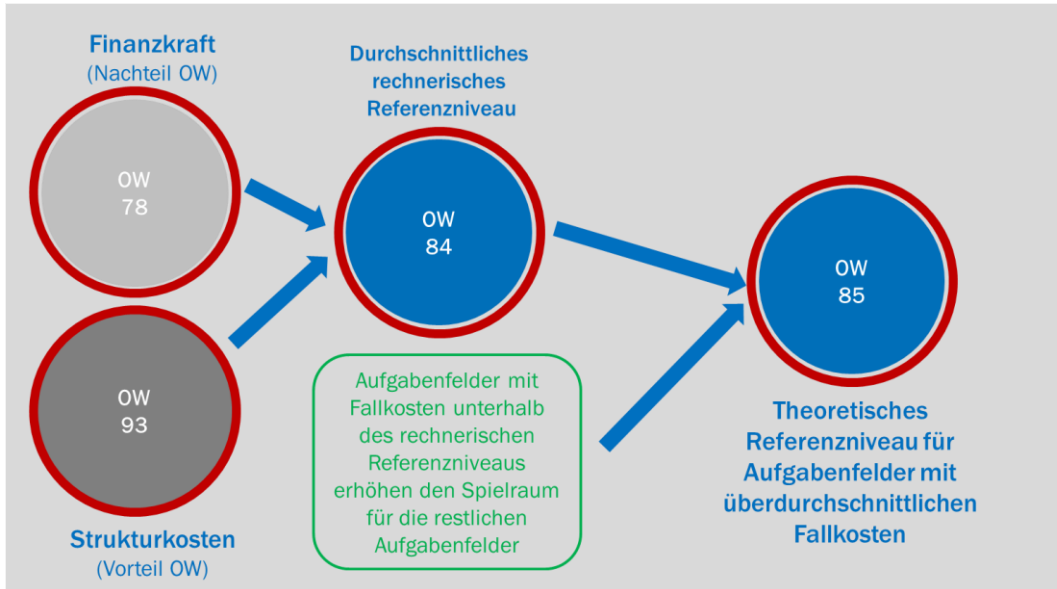 Finanzkraft
(Nachteil OW)
OW
78
OW
93
Strukturkosten
(Vorteil OW)
Durchschnittliches
rechnerisches
Referenzniveau
OW
84
Aufgabenfelder mit
Fallkosten unterhalb
des rechnerischen
Referenzniveaus
erhöhen den Spielraum
für die restlichen
Aufgabenfelder
OW
85
Theoretisches
Referenzniveau für
Aufgabenfelder mit
überdurchschnittlichen
Fallkosten